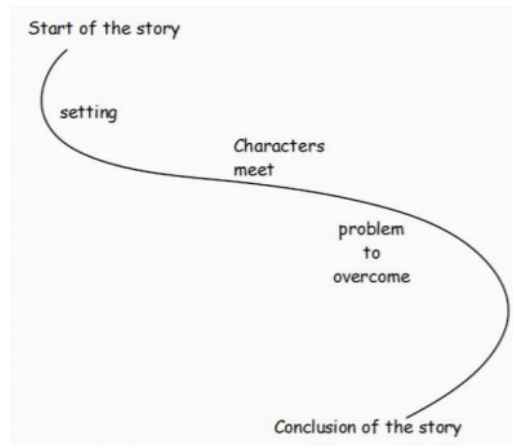 Start of the story
setting
Characters
meet
problem
to
overcome
Conclusion of the story